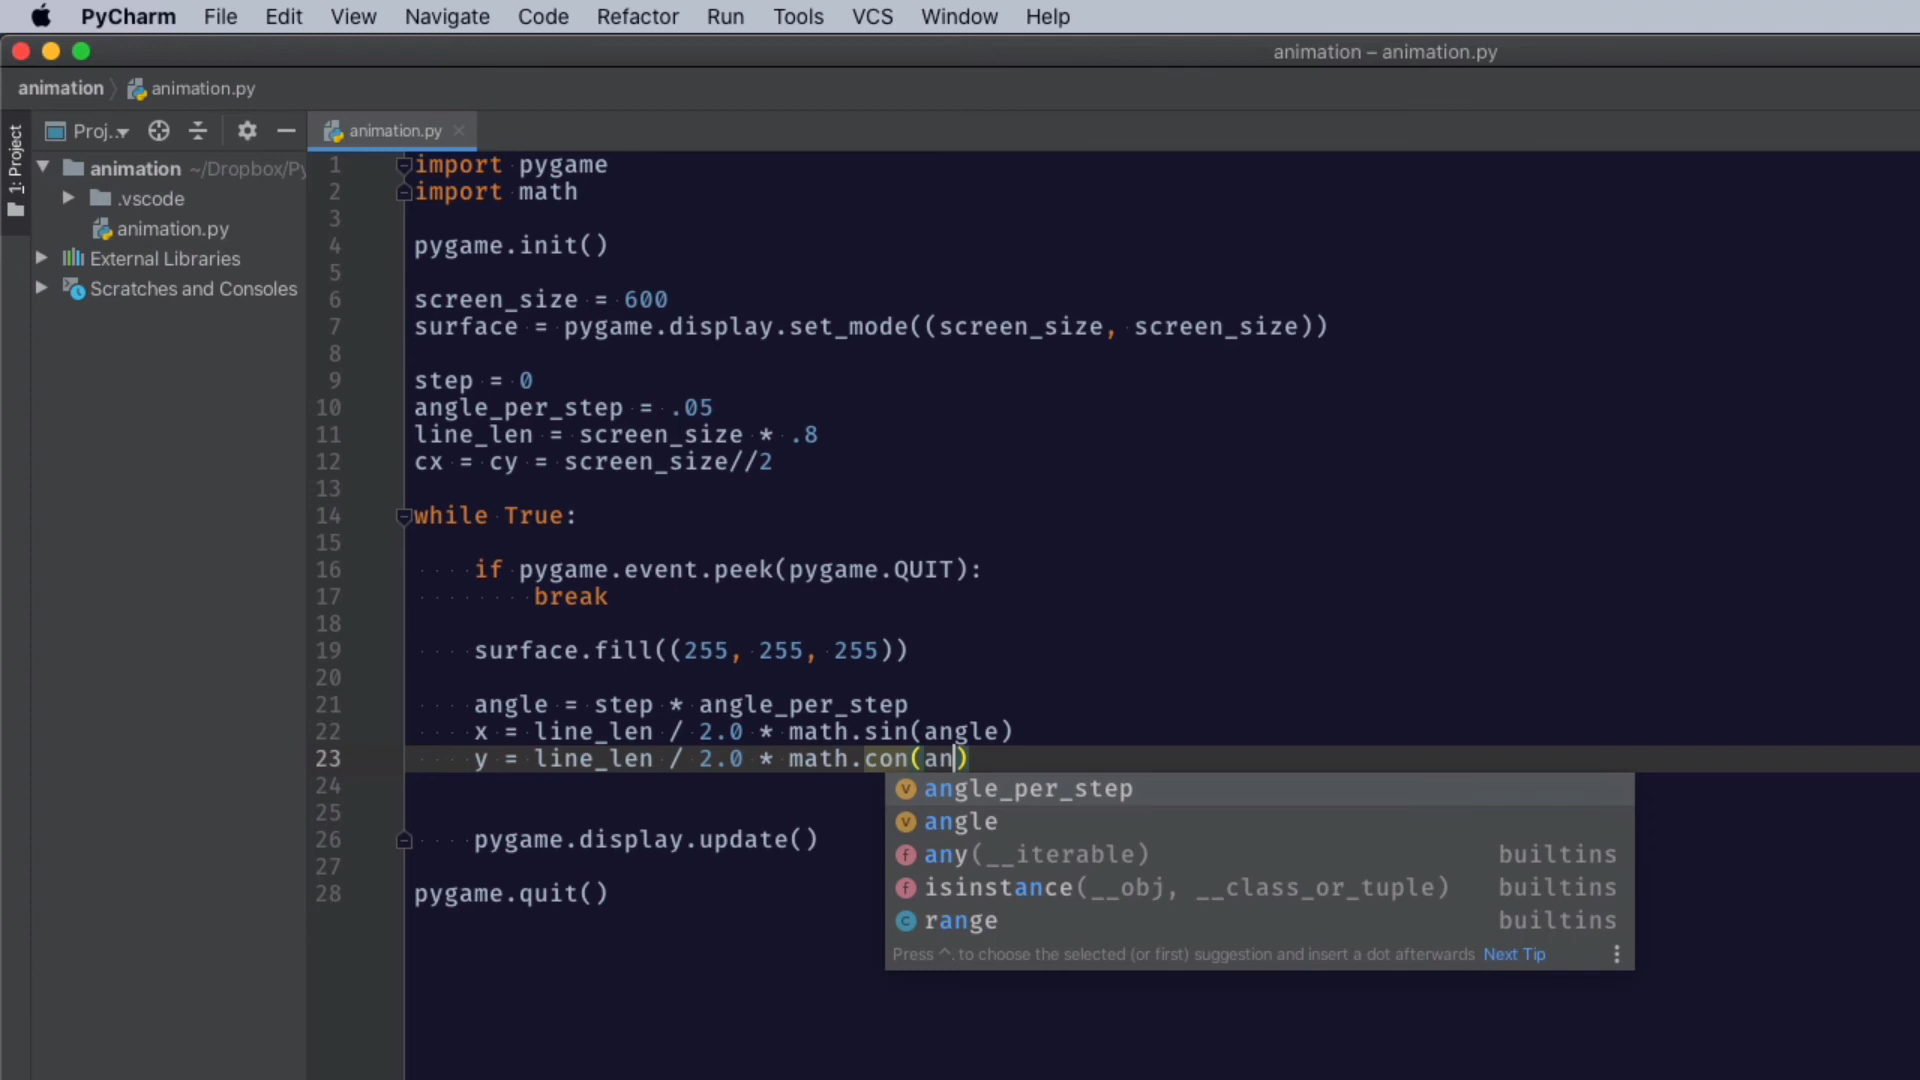 PyCharm File Edit View Navigate Code Refactor Run Tools VCS Window Help
animation – animation.py
animation animation.py
1: Project
Proj..
animation ~/Dropbox/Py
.vscode
animation.py
External Libraries
Scratches and Consoles
animation.py
1 import pygame
2 import math
3
4 pygame.init()
5
6 screen_size = 600
7 surface = pygame.display.set_mode((screen_size, screen_size))
8
9 step = 0
10 angle_per_step = .05
11 line_len = screen_size * .8
12 cx = cy = screen_size//2
13
14 while True:
15
16 if pygame.event.peek(pygame.QUIT):
17 break
18
19 surface.fill((255, 255, 255))
20
21 angle = step * angle_per_step
22 x = line_len / 2.0 * math.sin(angle)
23 y = line_len / 2.0 * math.con(an)
24
25
26 pygame.display.update()
27
28 pygame.quit()
v angle_per_step
v angle
f any(__iterable) builtins
f isinstance(__obj, __class_or_tuple) builtins
c range builtins
Press ^. to choose the selected (or first) suggestion and insert a dot afterwards Next Tip